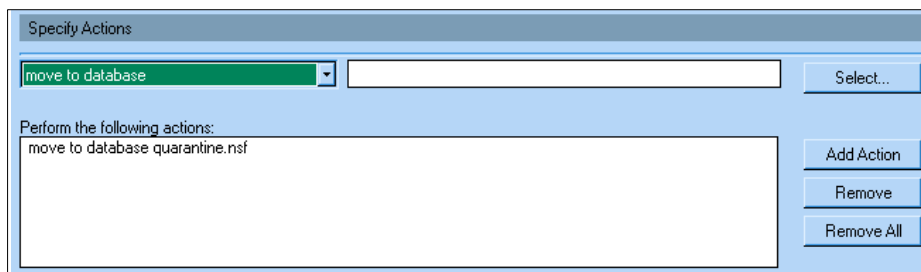 Specify Actions
move to database
Select...
Perform the following actions:
move to database quarantine.nsf
Add Action
Remove
Remove All